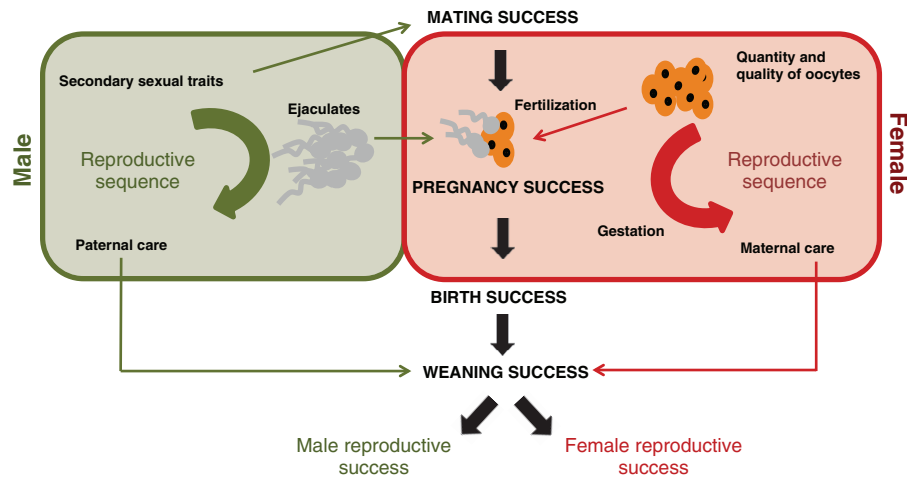 MATING SUCCESS
Male
Secondary sexual traits
Ejaculates
Reproductive
sequence
Paternal care
Fertilization
Quantity and
quality of oocytes
PREGNANCY SUCCESS
Reproductive
sequence
Gestation
Maternal care
Female
BIRTH SUCCESS
WEANING SUCCESS
Male reproductive
success
Female reproductive
success